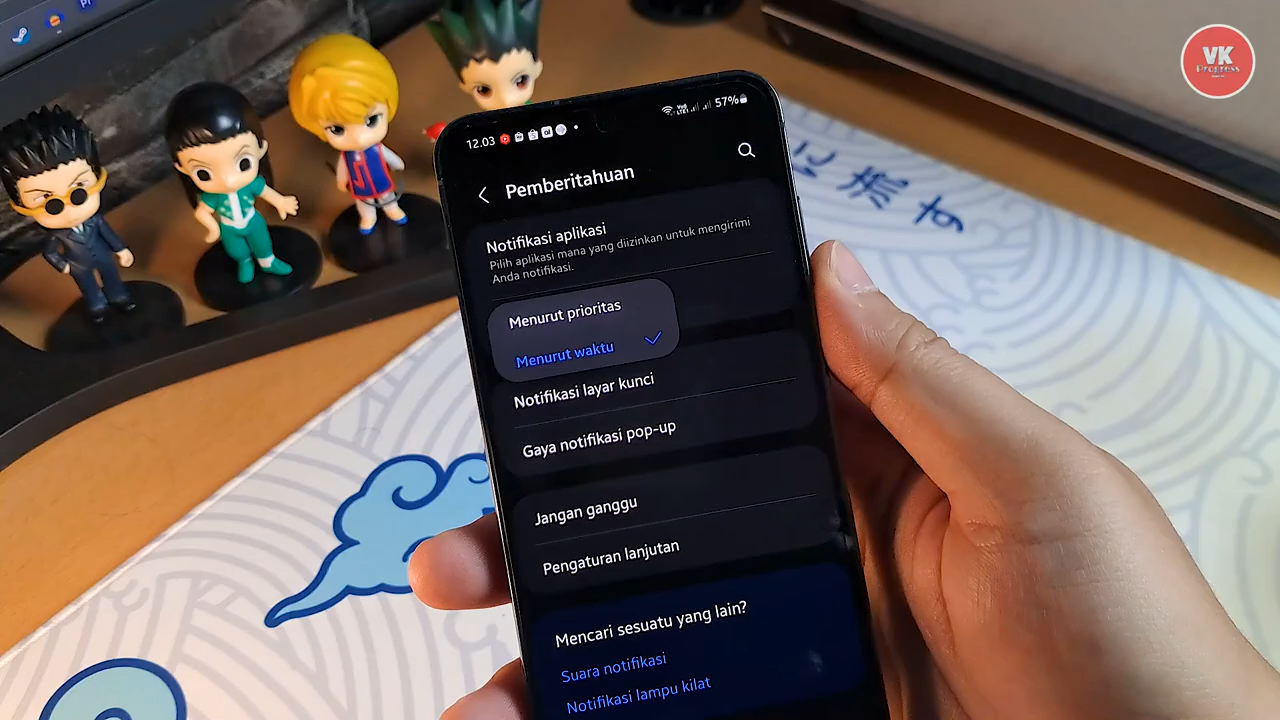 Pr
VK
Progress
12.03
57%
Pemberitahuan
Notifikasi aplikasi
Pilih aplikasi mana yang diizinkan untuk mengirimi
Anda notifikasi.
Menurut prioritas
Menurut waktu
Notifikasi layar kunci
Gaya notifikasi pop-up
Jangan ganggu
Pengaturan lanjutan
Mencari sesuatu yang lain?
Suara notifikasi
Notifikasi lampu kilat